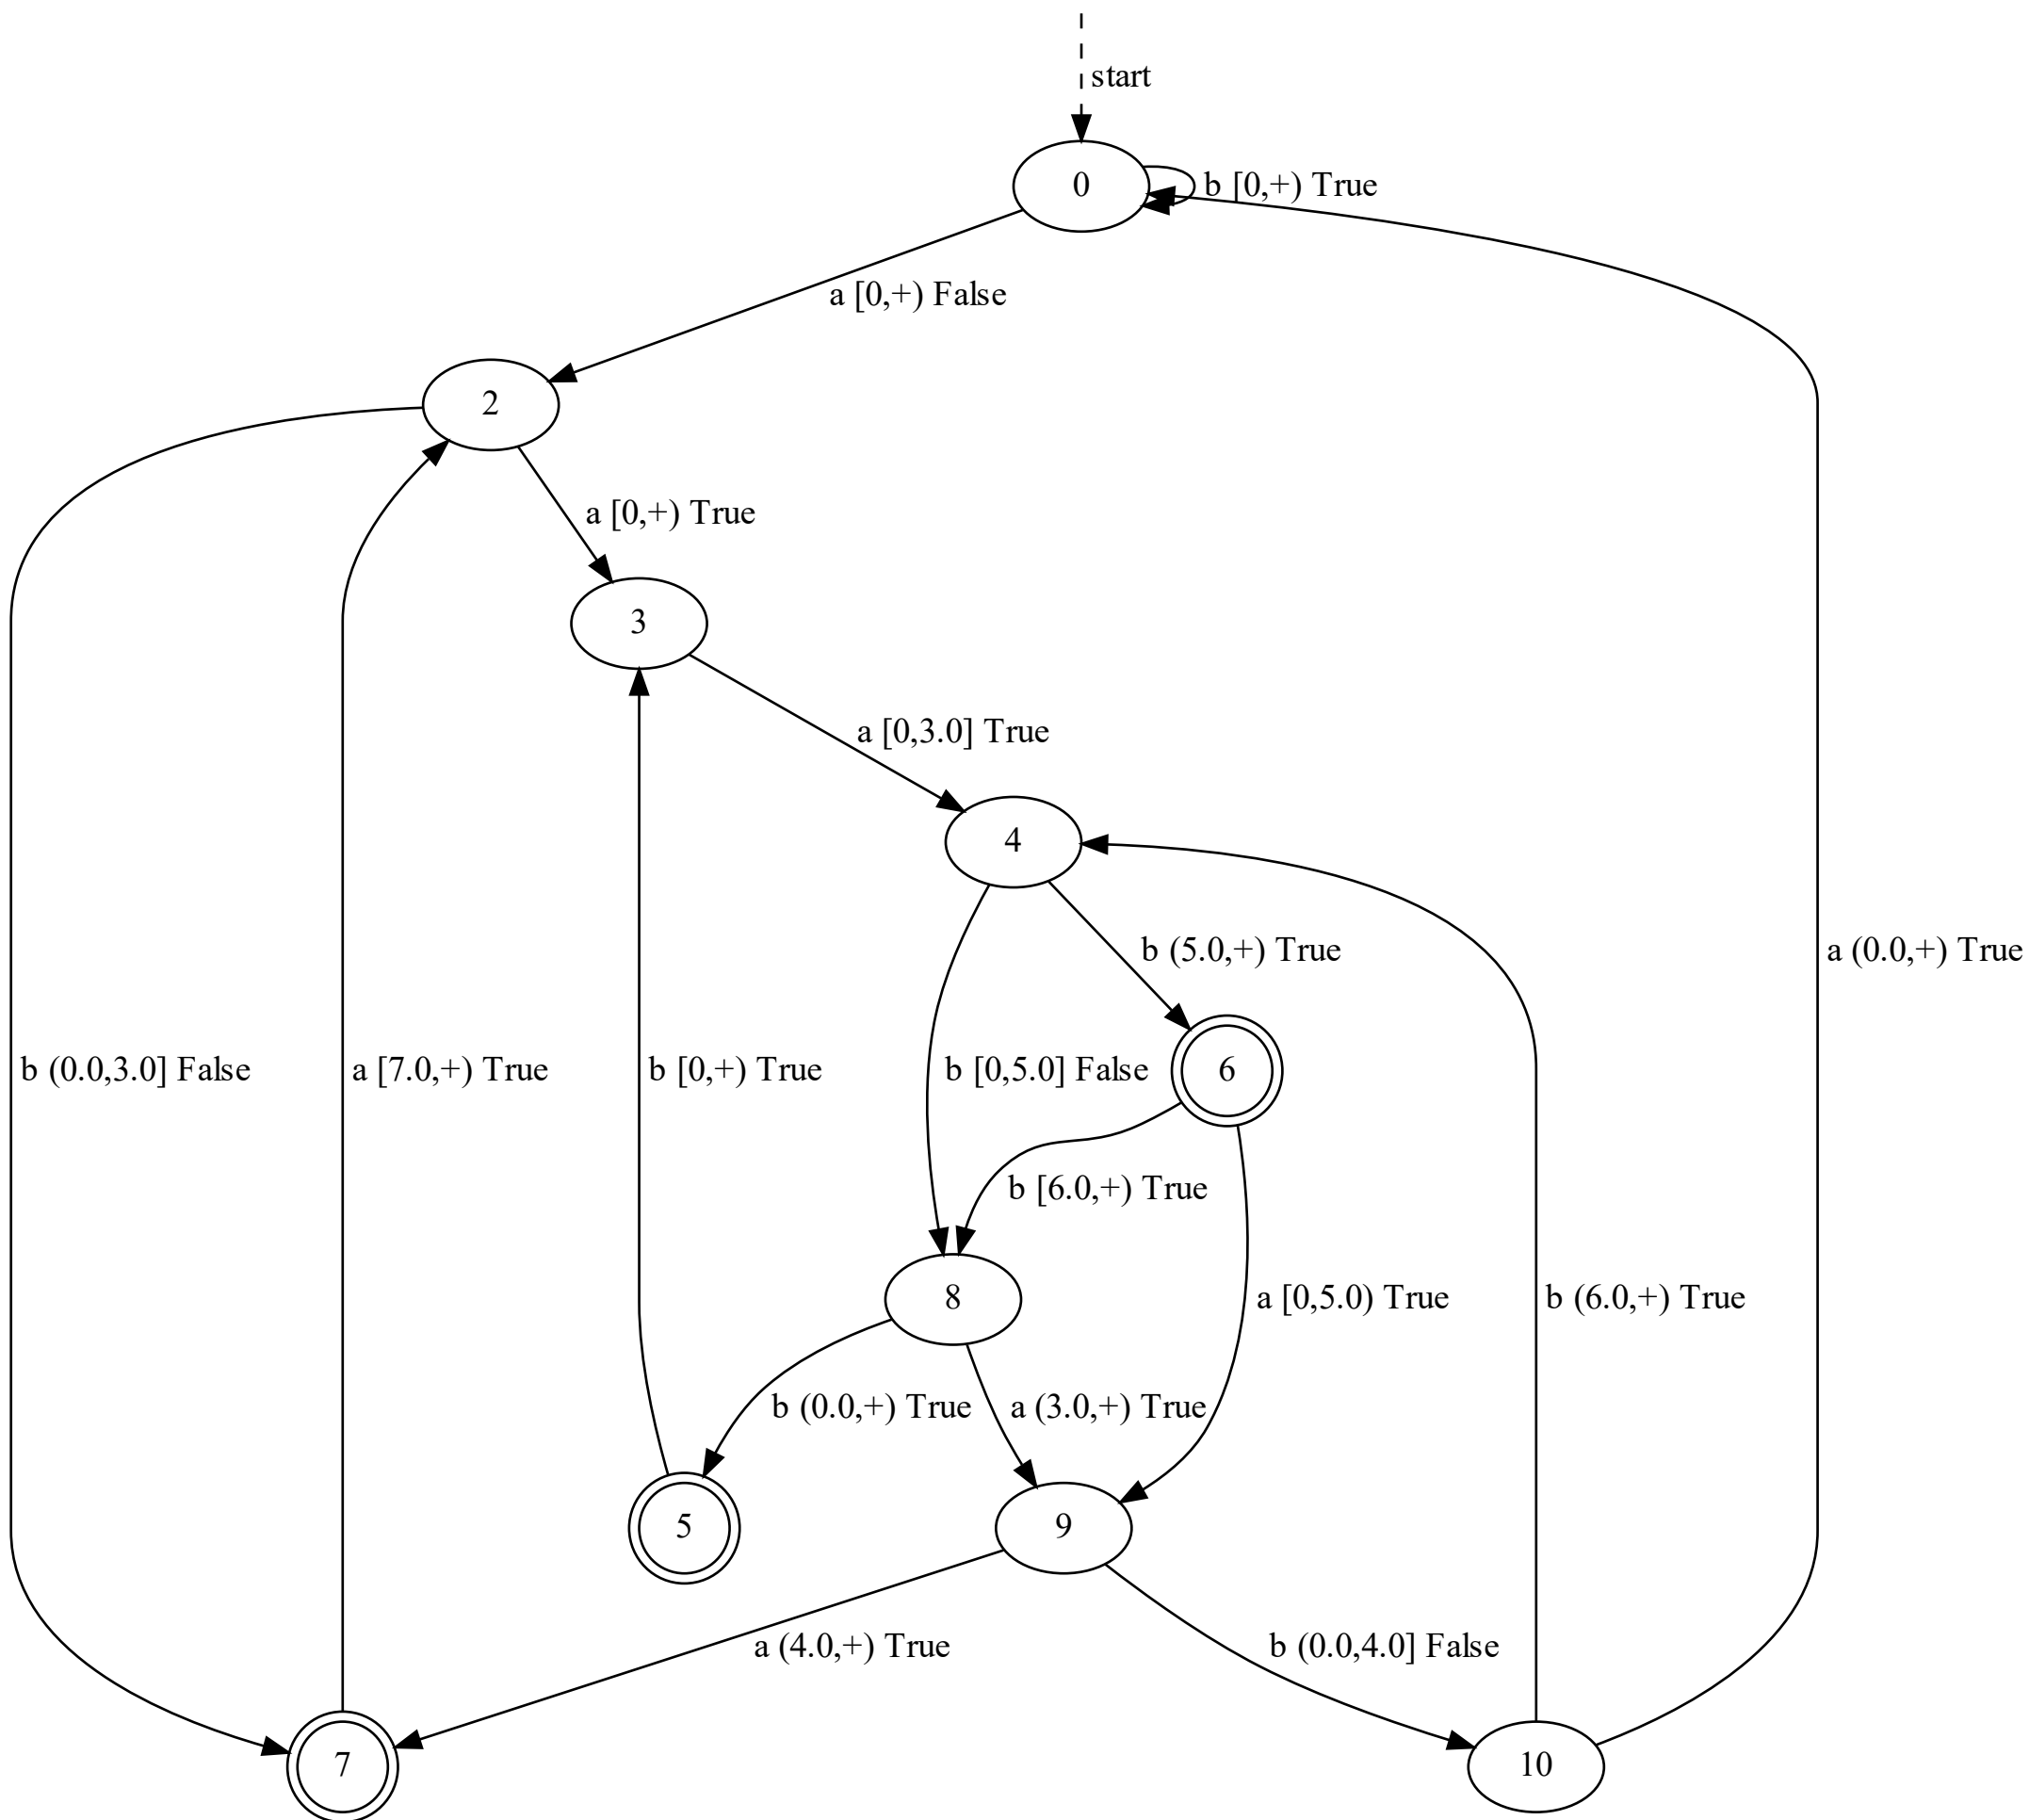 start
0
b [0,+) True
a [0,+) False
2
a [0,+) True
3
a [0,3.0] True
4
b (5.0,+) True
a (0.0,+) True
b (0.0,3.0] False
a [7.0,+) True
b [0,+) True
b [0,5.0] False
6
b [6.0,+) True
8
a [0,5.0) True
b (6.0,+) True
b (0.0,+) True
a (3.0,+) True
5
9
a (4.0,+) True
b (0.0,4.0] False
7
10